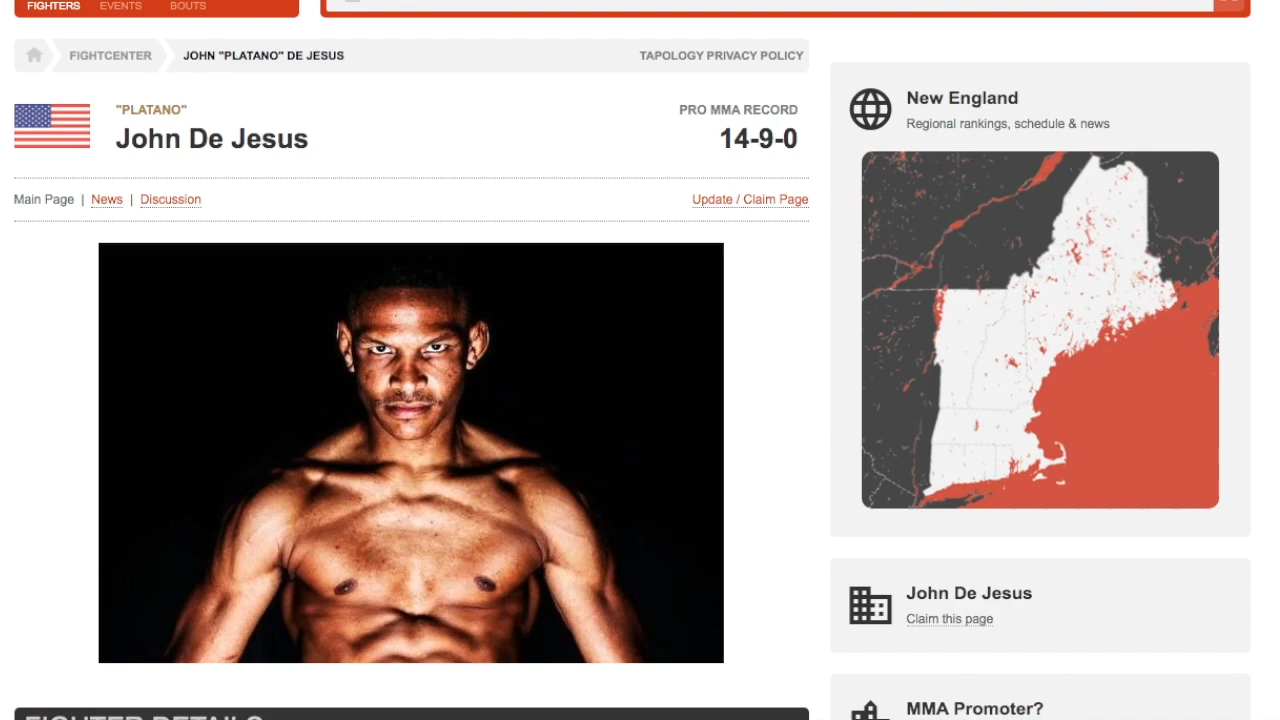 FIGHTERS EVENTS BOUTS
FIGHTCENTER JOHN "PLATANO" DE JESUS TAPOLOGY PRIVACY POLICY
"PLATANO" PRO MMA RECORD
John De Jesus 14-9-0
Main Page | News | Discussion Update / Claim Page
New England
Regional rankings, schedule & news
John De Jesus
Claim this page
MMA Promoter?
FIGHTER DETAILS